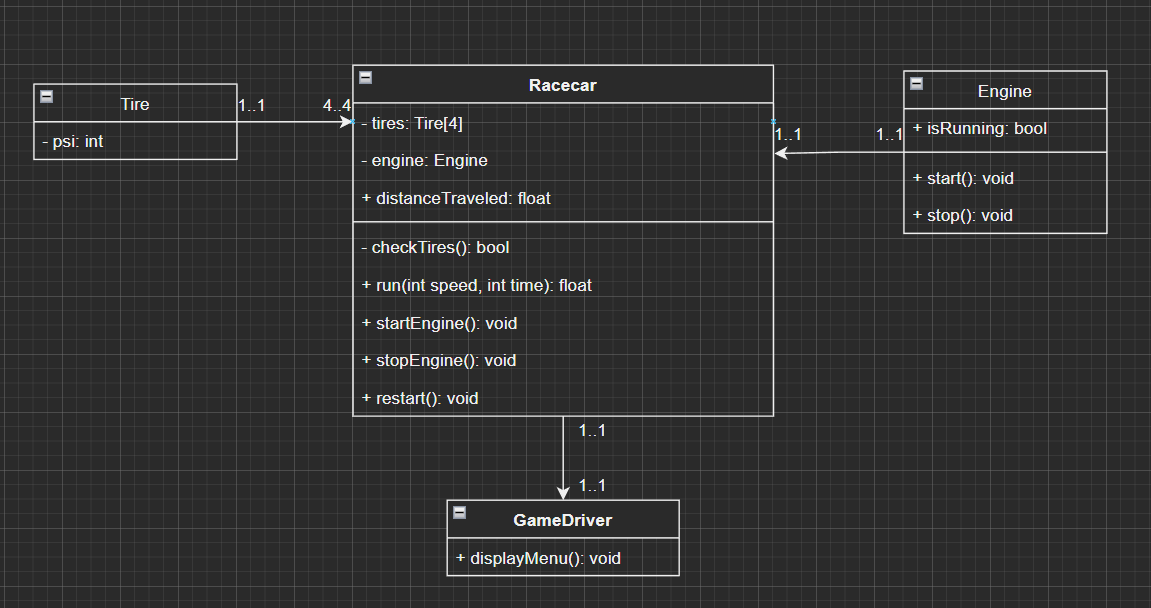 Tire
- psi: int
1..1
4..4
Racecar
- tires: Tire[4]
- engine: Engine
+ distanceTraveled: float
- checkTires(): bool
+ run(int speed, int time): float
+ startEngine(): void
+ stopEngine(): void
+ restart(): void
1..1
1..1
Engine
+ isRunning: bool
+ start(): void
+ stop(): void
1..1
1..1
GameDriver
+ displayMenu(): void